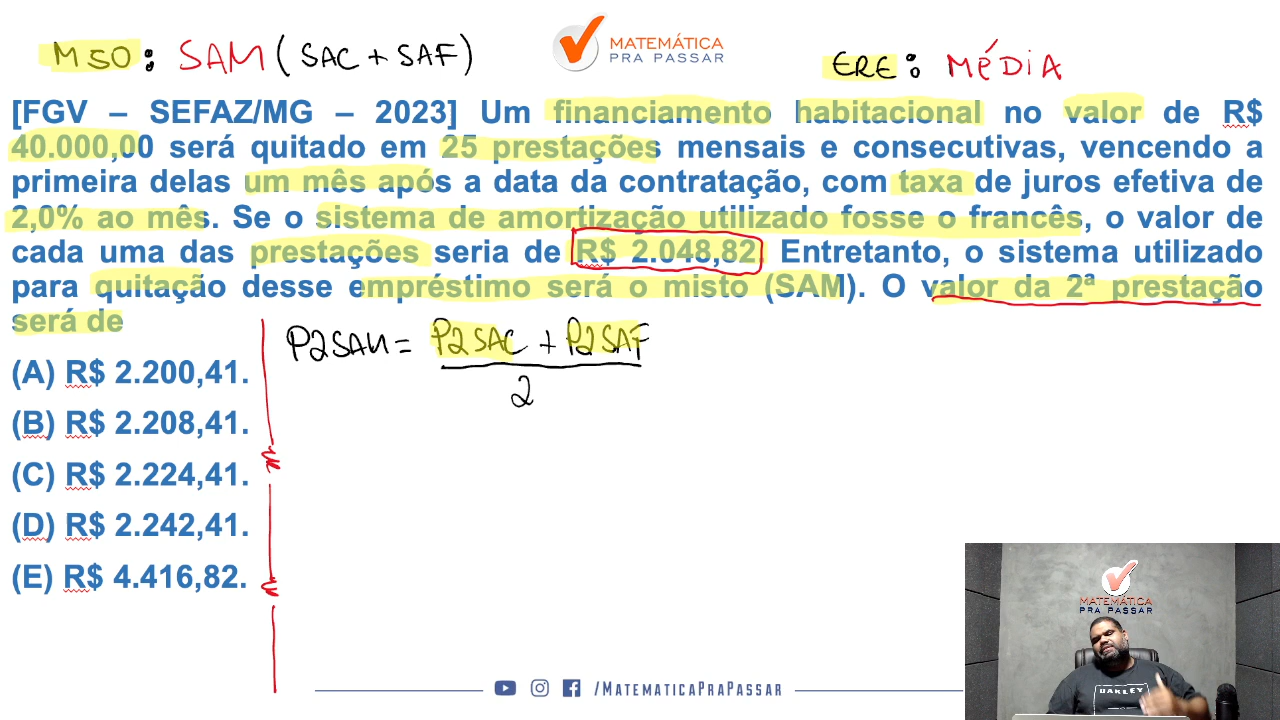 MSO: SAM (SAC + SAF)
MATEMÁTICA
PRA PASSAR
ERE: MÉDIA
[FGV – SEFAZ/MG – 2023] Um financiamento habitacional no valor de R$
40.000,00 será quitado em 25 prestações mensais e consecutivas, vencendo a
primeira delas um mês após a data da contratação, com taxa de juros efetiva de
2,0% ao mês. Se o sistema de amortização utilizado fosse o francês, o valor de
cada uma das prestações seria de R$ 2.048,82. Entretanto, o sistema utilizado
para quitação desse empréstimo será o misto (SAM). O valor da 2ª prestação
será de
P2SAM = P2SAC + P2SAF
2
(A) R$ 2.200,41.
(B) R$ 2.208,41.
(C) R$ 2.224,41.
(D) R$ 2.242,41.
(E) R$ 4.416,82.
MATEMÁTICA
PRA PASSAR
OAKLEY
/MATEMATICAPRAPASSAR